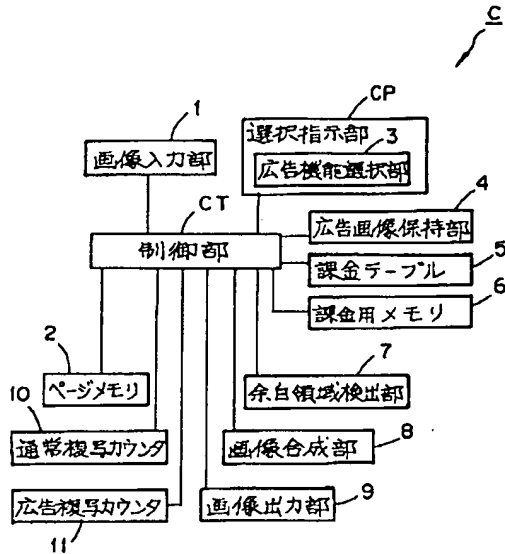 C
CP
選択指示部
3
広告機能選択部
1
画像入力部
CT
制御部
4
広告画像保持部
5
課金テーブル
6
課金用メモリ
2
ページメモリ
7
余白領域検出部
10
通常複写カウンタ
8
画像合成部
広告複写カウンタ
11
画像出力部
9